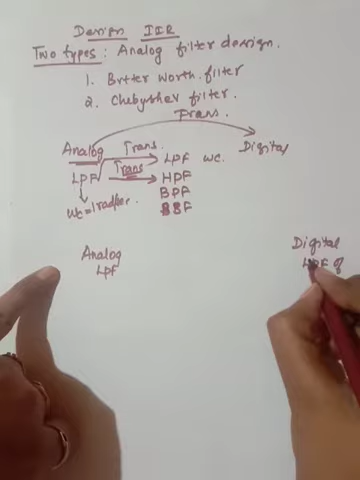 Design IIR
Two types: Analog filter design.
1. Butter worth filter
2. Chebyshev filter.
Trans.
Analog Trans. LPF wc. Digital
LPF Trans HPF
BPF
wc=1 rad/sec. BSF
Analog Digital
LPF LPF of